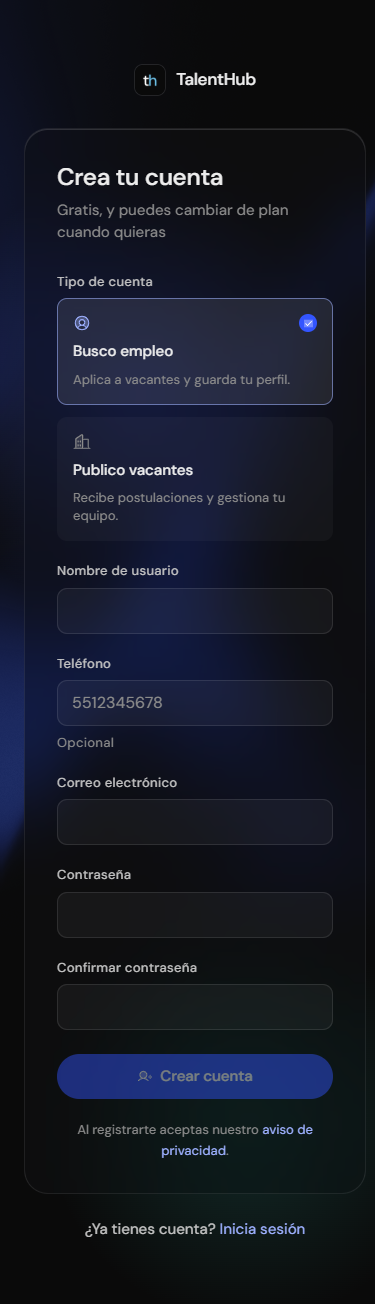 th TalentHub
Crea tu cuenta
Gratis, y puedes cambiar de plan
cuando quieras
Tipo de cuenta
Busco empleo
Aplica a vacantes y guarda tu perfil.
Publico vacantes
Recibe postulaciones y gestiona tu
equipo.
Nombre de usuario
Teléfono
5512345678
Opcional
Correo electrónico
Contraseña
Confirmar contraseña
Crear cuenta
Al registrarte aceptas nuestro aviso de
privacidad.
¿Ya tienes cuenta? Inicia sesión